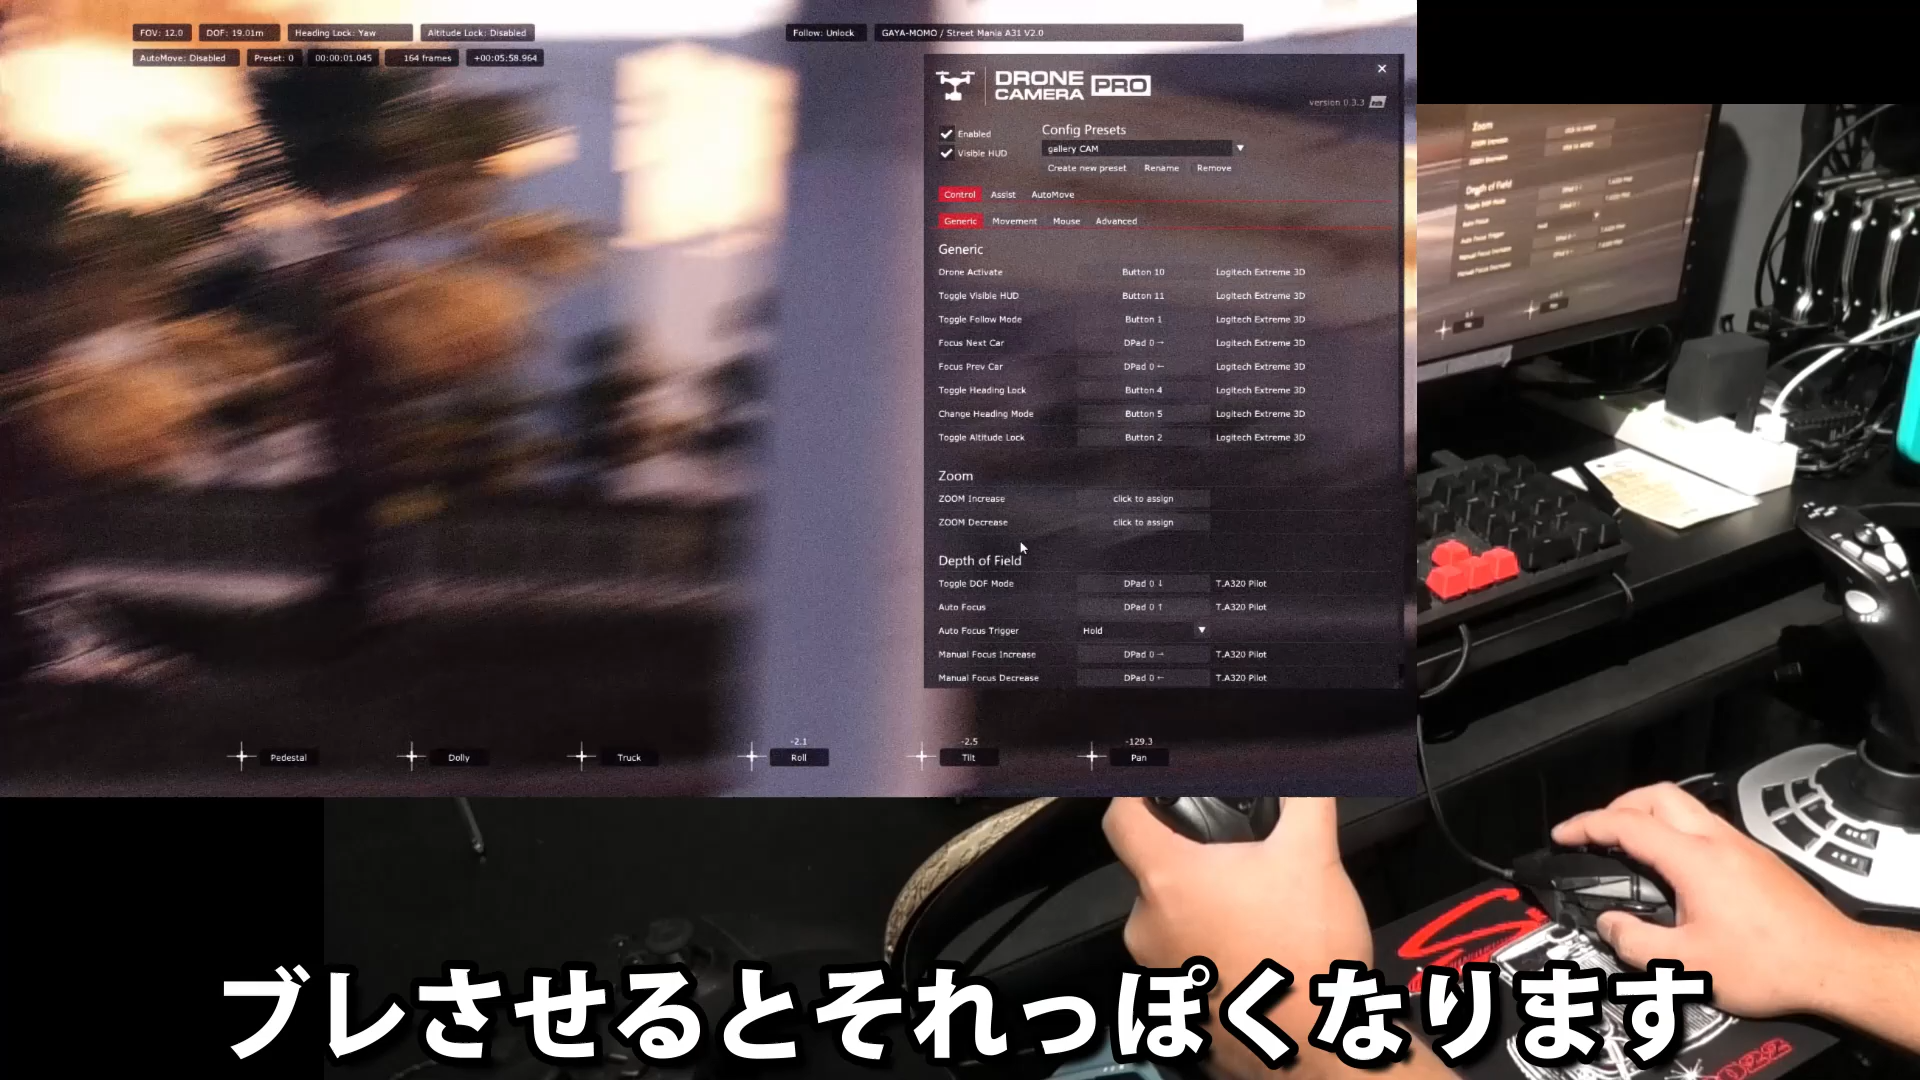 FOV: 12.0 DOF: 19.01m Heading Lock: Yaw Altitude Lock: Disabled Follow: Unlock GAYA-MOMO / Street Mania A31 V2.0
AutoMove: Disabled Preset: 0 00:00:01.045 164 frames +00:05:58.964
DRONE CAMERA PRO
version 0.3.3
Enabled
Visible HUD
Config Presets
gallery CAM
Create new preset Rename Remove
Control Assist AutoMove
Generic Movement Mouse Advanced
Generic
Drone Activate Button 10 Logitech Extreme 3D
Toggle Visible HUD Button 11 Logitech Extreme 3D
Toggle Follow Mode Button 1 Logitech Extreme 3D
Focus Next Car DPad 0 → Logitech Extreme 3D
Focus Prev Car DPad 0 ← Logitech Extreme 3D
Toggle Heading Lock Button 4 Logitech Extreme 3D
Change Heading Mode Button 5 Logitech Extreme 3D
Toggle Altitude Lock Button 2 Logitech Extreme 3D
Zoom
ZOOM Increase click to assign
ZOOM Decrease click to assign
Depth of Field
Toggle DOF Mode DPad 0 ↓ T.A320 Pilot
Auto Focus DPad 0 ↑ T.A320 Pilot
Auto Focus Trigger Hold
Manual Focus Increase DPad 0 → T.A320 Pilot
Manual Focus Decrease DPad 0 ← T.A320 Pilot
-2.1 -2.5 -129.3
Pedestal Dolly Truck Roll Tilt Pan
Zoom
Depth of Field
ブレさせるとそれっぽくなります